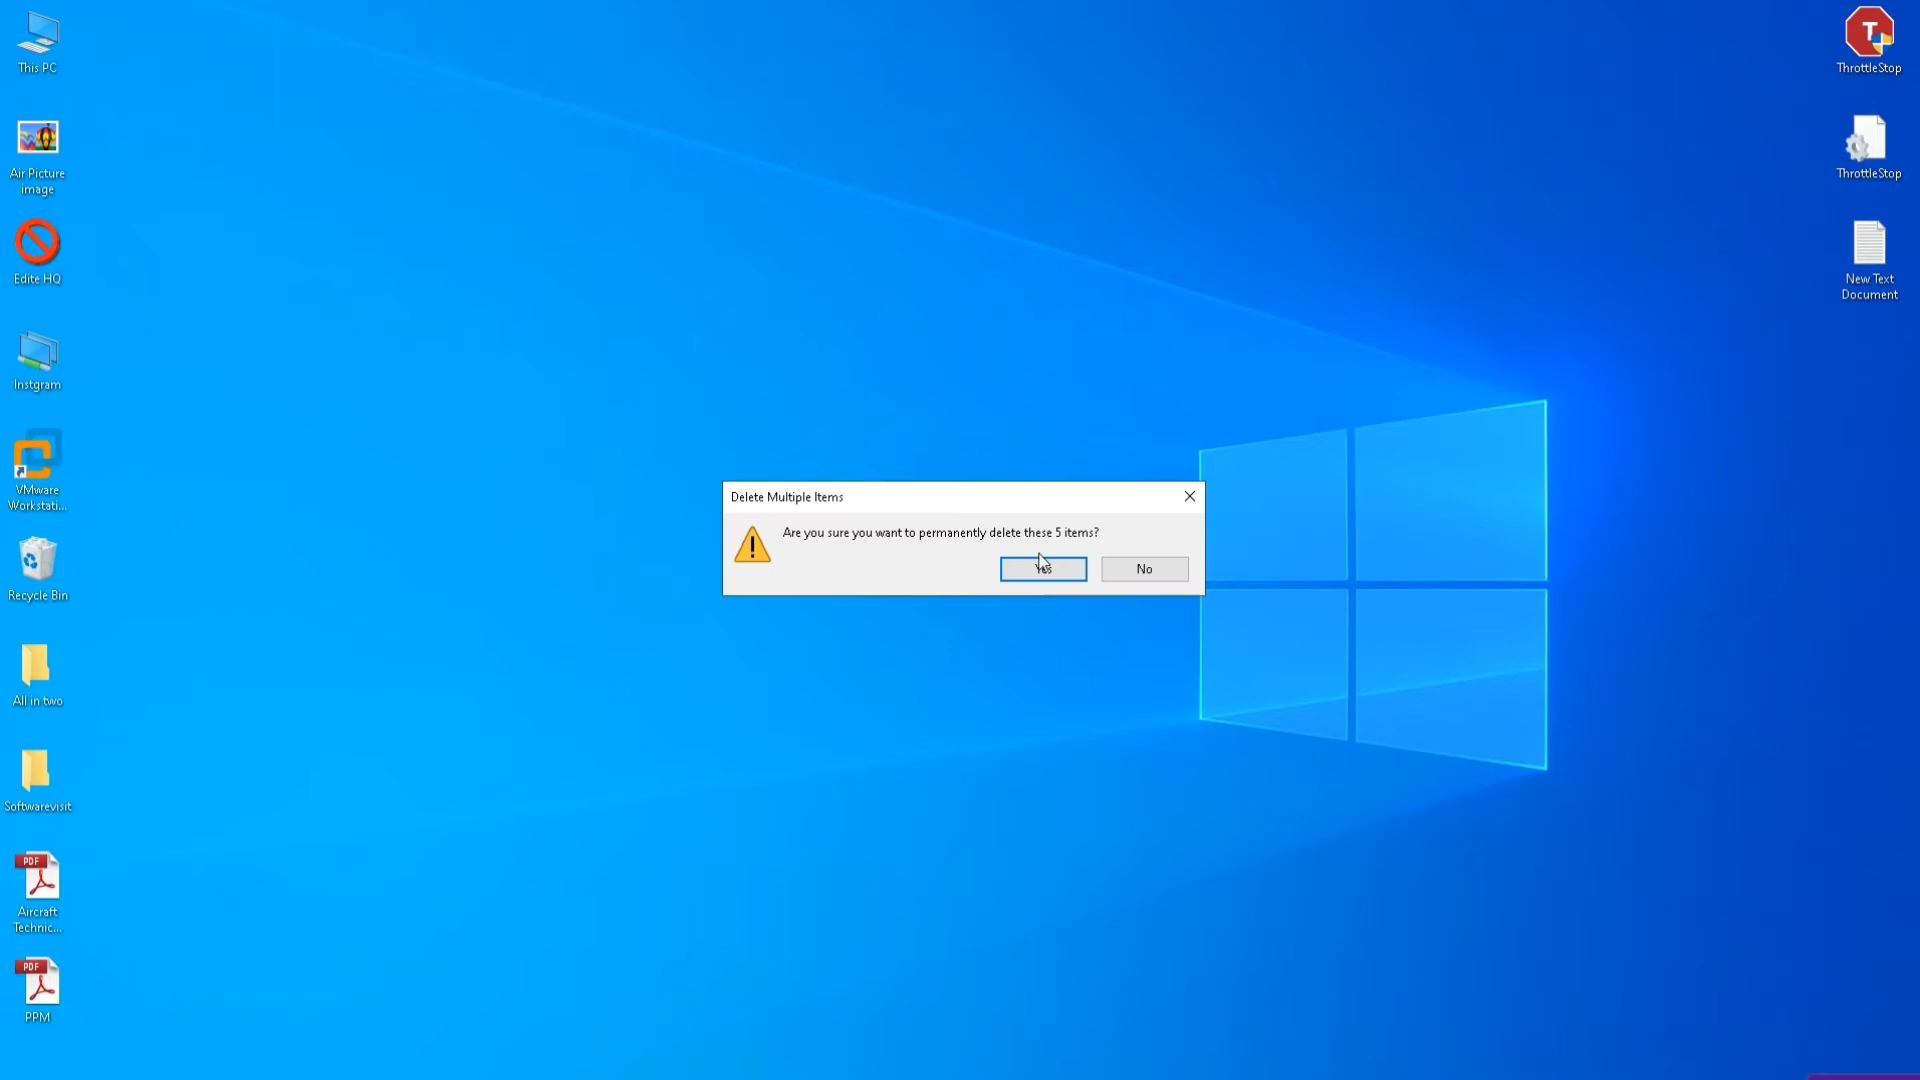 This PC
Air Picture
image
Edite HQ
Instgram
VMware
Workstati...
Recycle Bin
All in two
Softwarevisit
PDF
Aircraft
Technic...
PDF
PPM
Delete Multiple Items
Are you sure you want to permanently delete these 5 items?
Yes
No
T
ThrottleStop
ThrottleStop
New Text
Document